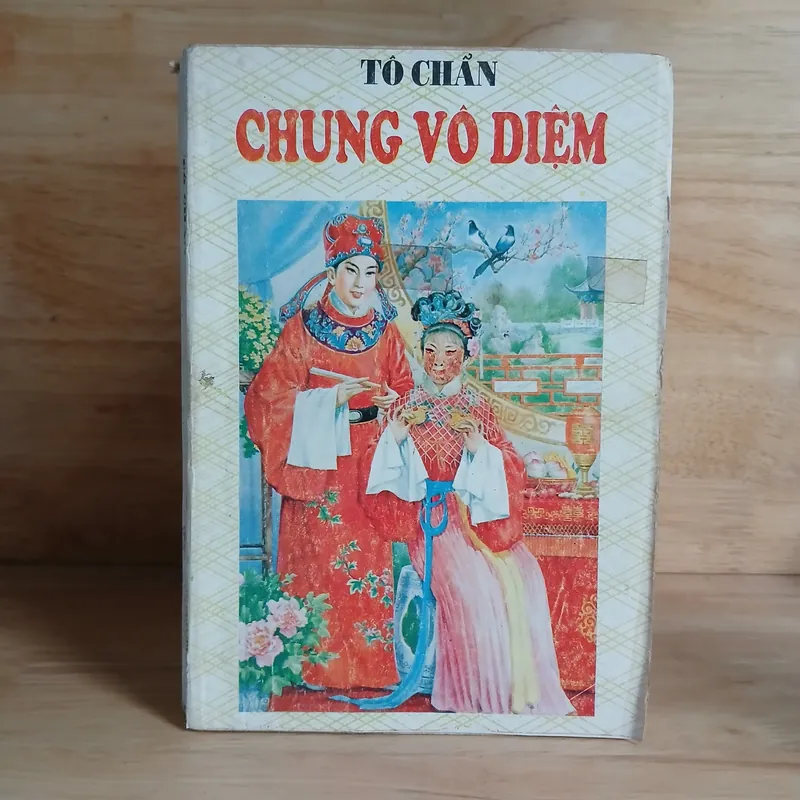 TÔ CHẨN
CHUNG VÔ DIỆM